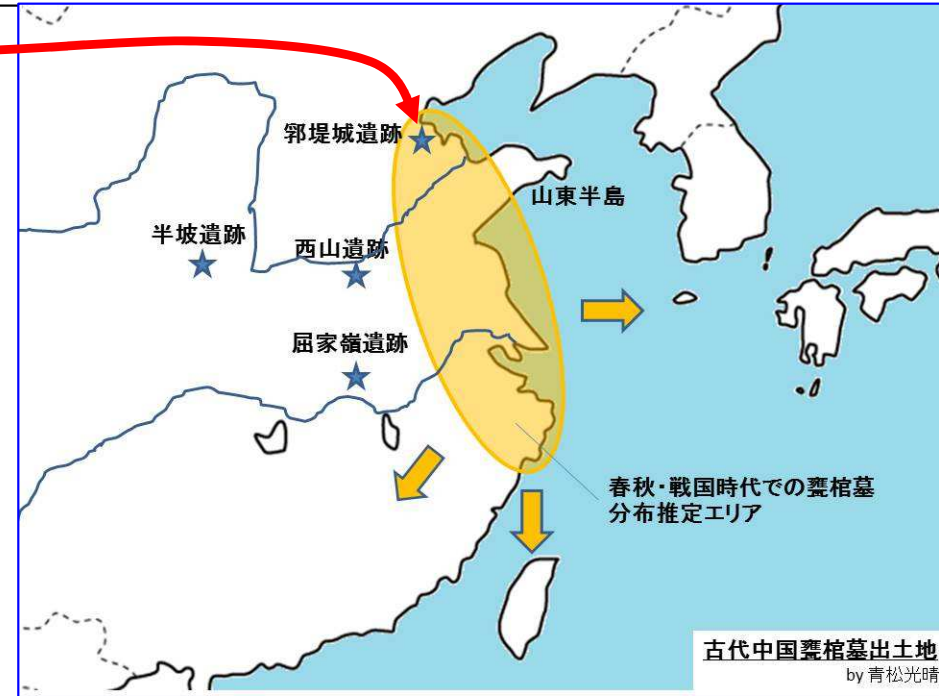 郛堤城遺跡
山東半島
半坡遺跡
西山遺跡
屈家嶺遺跡
春秋・戦国時代での甕棺墓
分布推定エリア
古代中国甕棺墓出土地
by 青松光晴